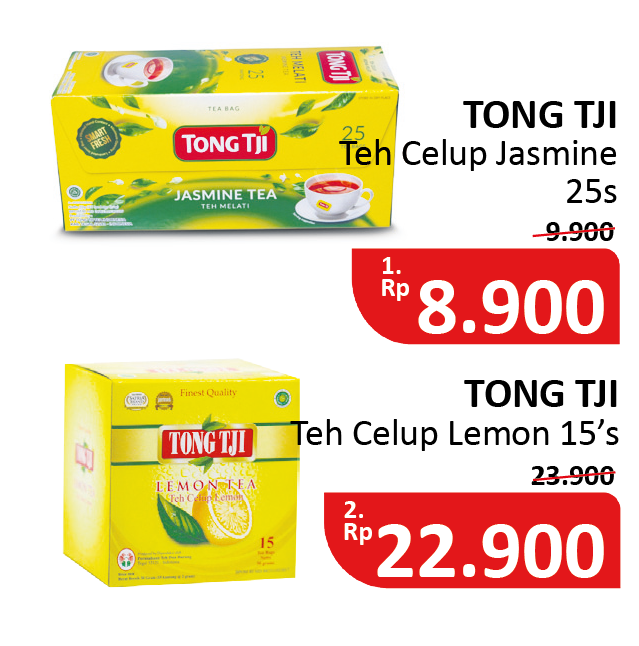 TONG TJI
TEH MELATI
25
TEA BAG
SMART
FRESH
TONG TJI
25
JASMINE TEA
TEH MELATI
TONG TJI
Teh Celup Jasmine
25s
9.900
1.
Rp 8.900
Finest Quality
TONG TJI
LEMON TEA
Teh Celup Lemon
15
TONG TJI
Teh Celup Lemon 15’s
23.900
2.
Rp 22.900